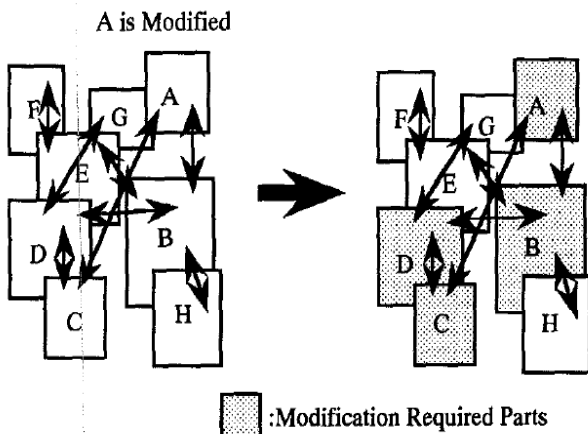 A is Modified
F
G
A
E
D
B
C
H
F
G
A
E
D
B
C
H
:Modification Required Parts